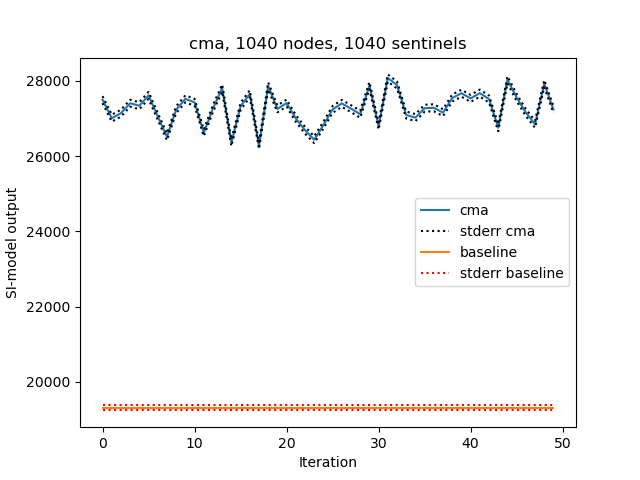 cma, 1040 nodes, 1040 sentinels
SI-model output
28000
26000
24000
22000
20000
cma
stderr cma
baseline
stderr baseline
0 10 20 30 40 50
Iteration